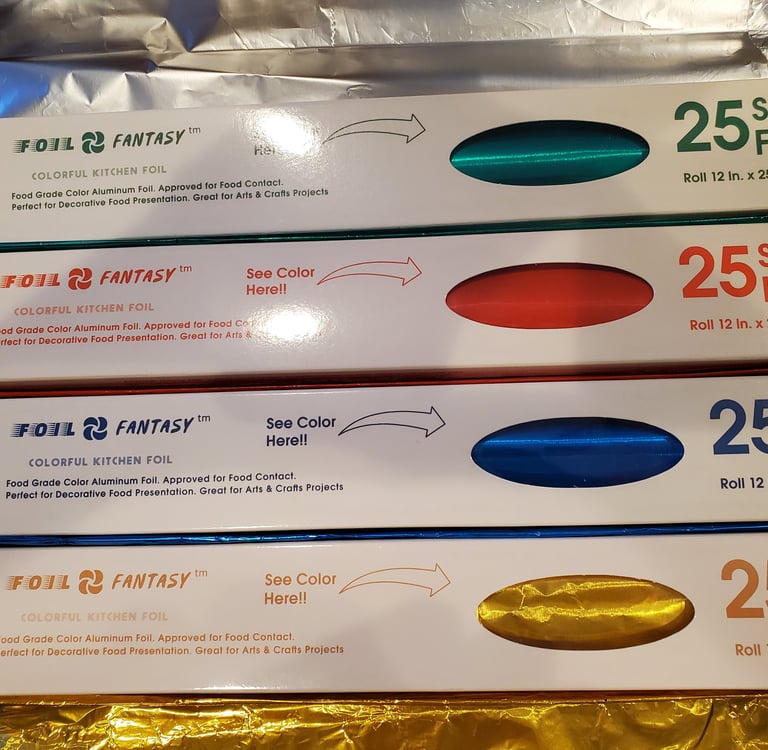 FOIL FANTASY tm
COLORFUL KITCHEN FOIL
Food Grade Color Aluminum Foil. Approved for Food Contact.
Perfect for Decorative Food Presentation. Great for Arts & Crafts Projects
25 S
F
Roll 12 In. x 25
FOIL FANTASY tm
COLORFUL KITCHEN FOIL
ood Grade Color Aluminum Foil. Approved for Food Co
rfect for Decorative Food Presentation. Great for Arts &
See Color
Here!!
25 S
Roll 12 In. x
FOIL FANTASY tm
COLORFUL KITCHEN FOIL
Food Grade Color Aluminum Foil. Approved for Food Contact.
Perfect for Decorative Food Presentation. Great for Arts & Crafts Projects
See Color
Here!!
25
Roll 12
FOIL FANTASY tm
COLORFUL KITCHEN FOIL
ood Grade Color Aluminum Foil. Approved for Food Contact.
erfect for Decorative Food Presentation. Great for Arts & Crafts Projects
See Color
Here!!
2
Roll